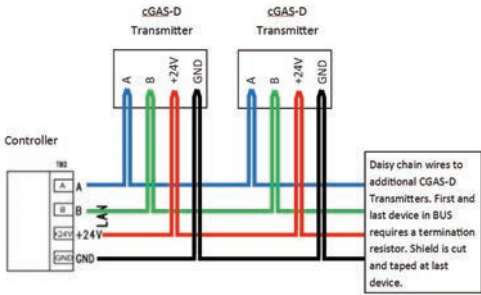 cGAS-D
Transmitter
cGAS-D
Transmitter
A
B
+24V
GND
A
B
+24V
GND
Controller
TB2
A
A
B
B
LAN
+24V
+24V
GND
GND
Daisy chain wires to
additional CGAS-D
Transmitters. First and
last device in BUS
requires a termination
resistor. Shield is cut
and taped at last
device.